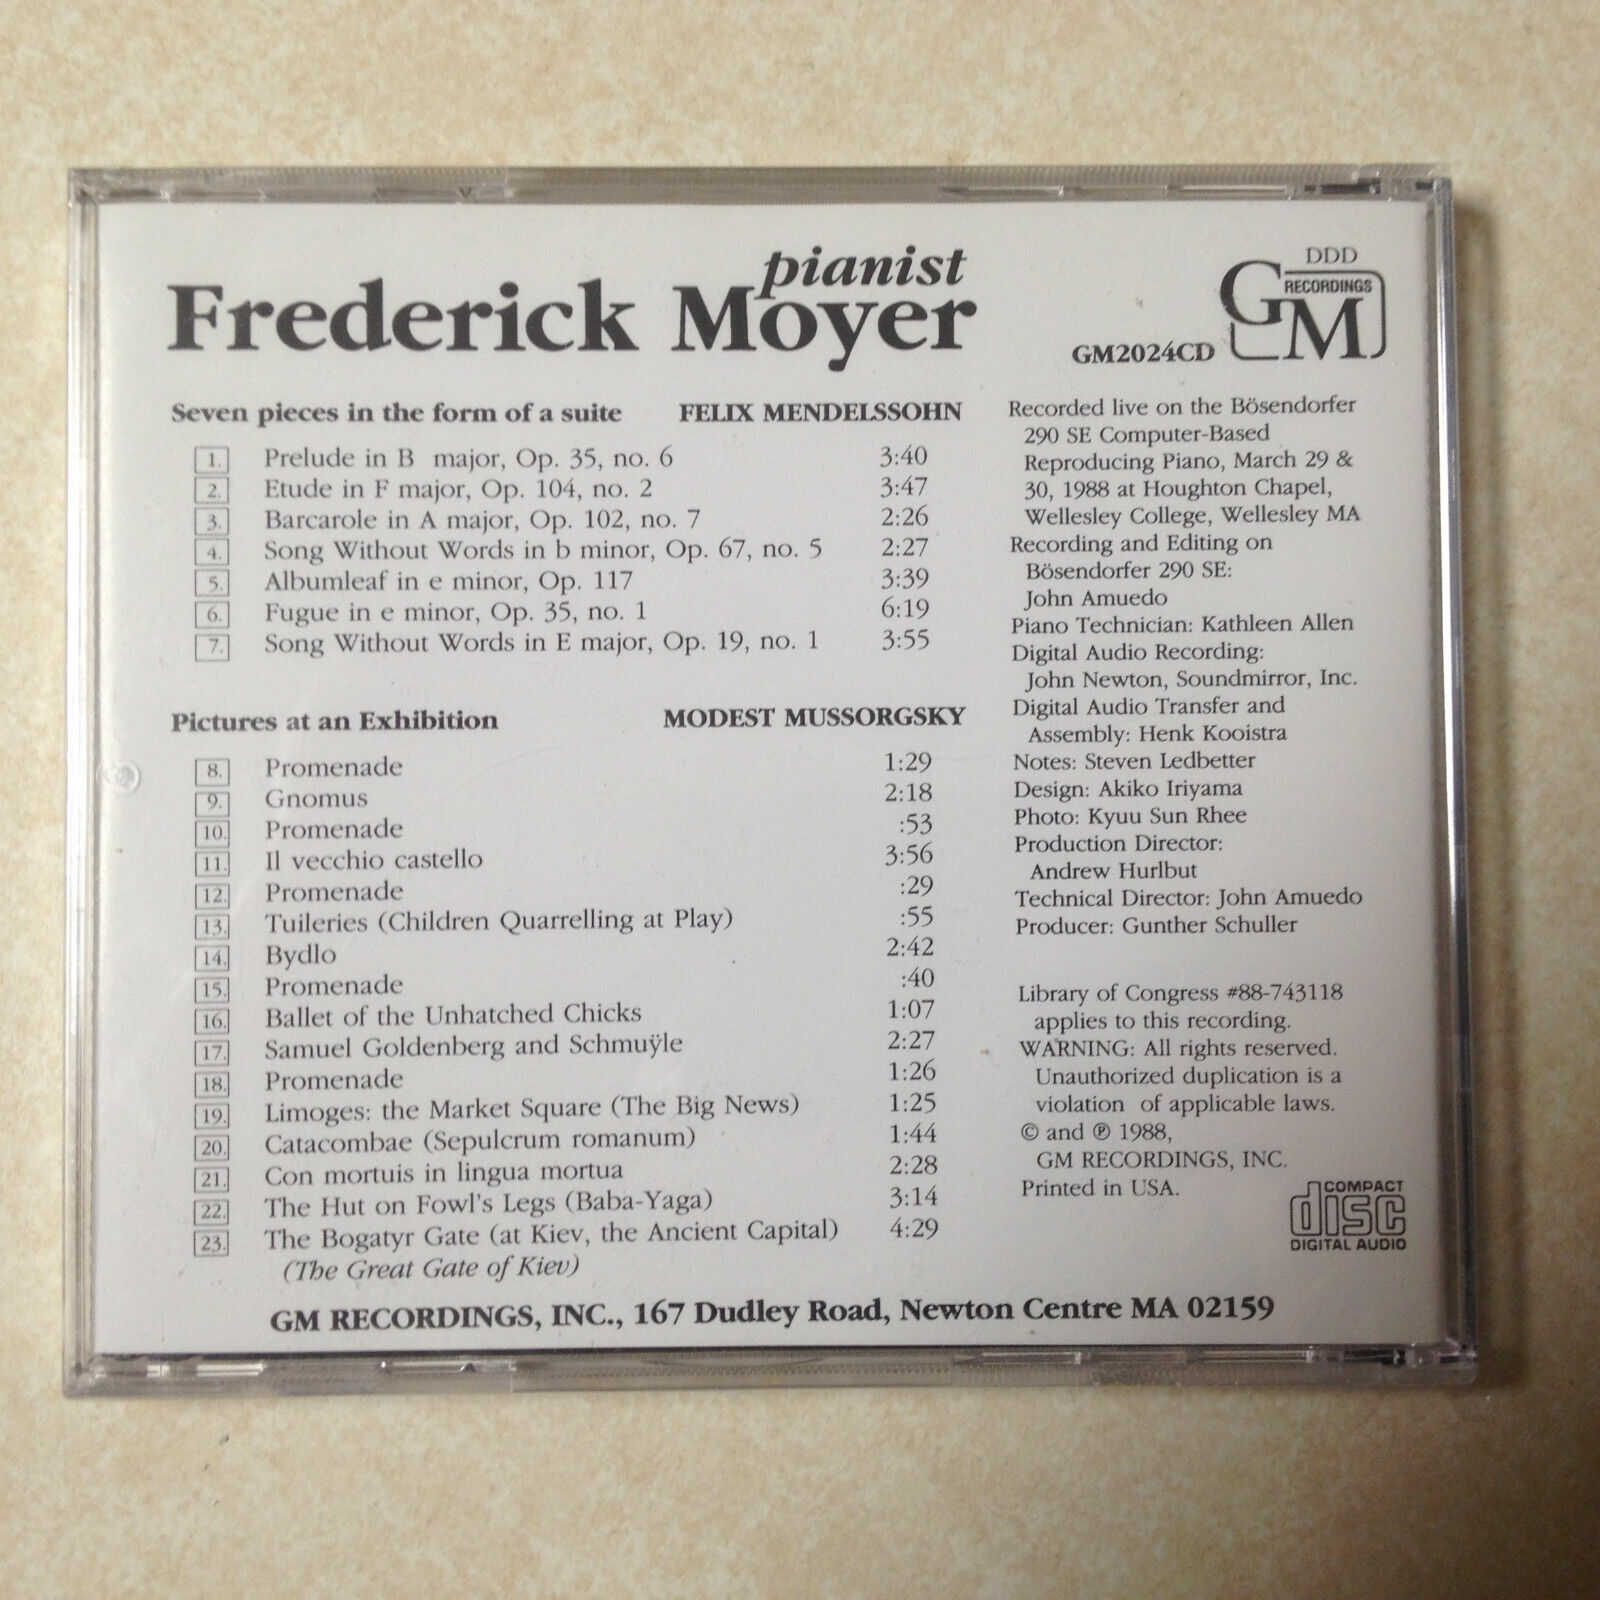 pianist
Frederick Moyer
DDD
GM RECORDINGS
GM2024CD
Seven pieces in the form of a suite FELIX MENDELSSOHN
1. Prelude in B major, Op. 35, no. 6 3:40
2. Etude in F major, Op. 104, no. 2 3:47
3. Barcarole in A major, Op. 102, no. 7 2:26
4. Song Without Words in b minor, Op. 67, no. 5 2:27
5. Albumleaf in e minor, Op. 117 3:39
6. Fugue in e minor, Op. 35, no. 1 6:19
7. Song Without Words in E major, Op. 19, no. 1 3:55
Pictures at an Exhibition MODEST MUSSORGSKY
8. Promenade 1:29
9. Gnomus 2:18
10. Promenade :53
11. Il vecchio castello 3:56
12. Promenade :29
13. Tuileries (Children Quarrelling at Play) :55
14. Bydlo 2:42
15. Promenade :40
16. Ballet of the Unhatched Chicks 1:07
17. Samuel Goldenberg and Schmuÿle 2:27
18. Promenade 1:26
19. Limoges: the Market Square (The Big News) 1:25
20. Catacombae (Sepulcrum romanum) 1:44
21. Con mortuis in lingua mortua 2:28
22. The Hut on Fowl's Legs (Baba-Yaga) 3:14
23. The Bogatyr Gate (at Kiev, the Ancient Capital) 4:29
(The Great Gate of Kiev)
Recorded live on the Bösendorfer
290 SE Computer-Based
Reproducing Piano, March 29 &
30, 1988 at Houghton Chapel,
Wellesley College, Wellesley MA
Recording and Editing on
Bösendorfer 290 SE:
John Amuedo
Piano Technician: Kathleen Allen
Digital Audio Recording:
John Newton, Soundmirror, Inc.
Digital Audio Transfer and
Assembly: Henk Kooistra
Notes: Steven Ledbetter
Design: Akiko Iriyama
Photo: Kyuu Sun Rhee
Production Director:
Andrew Hurlbut
Technical Director: John Amuedo
Producer: Gunther Schuller
Library of Congress #88-743118
applies to this recording.
WARNING: All rights reserved.
Unauthorized duplication is a
violation of applicable laws.
© and ℗ 1988,
GM RECORDINGS, INC.
Printed in USA.
COMPACT
disc
DIGITAL AUDIO
GM RECORDINGS, INC., 167 Dudley Road, Newton Centre MA 02159